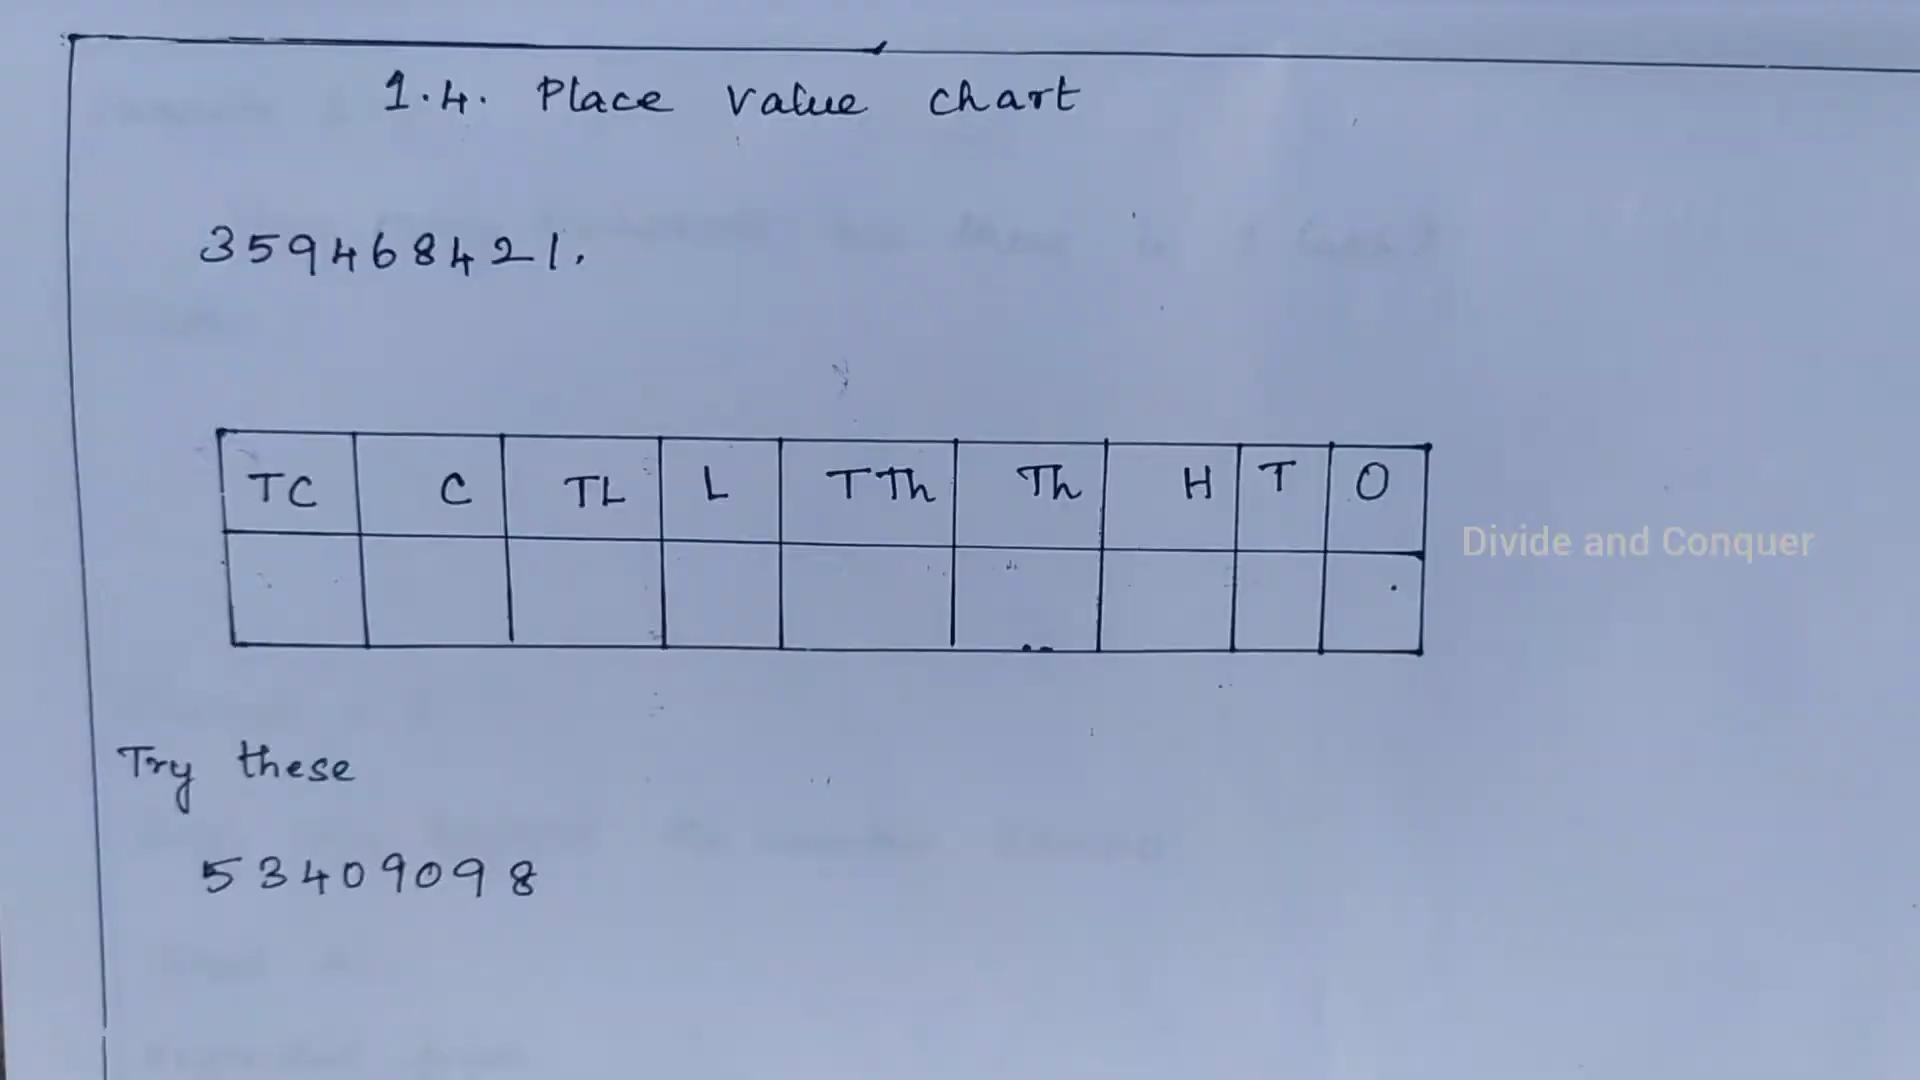 1.4. Place value chart
359468421.
TC C TL L TTh Th H T O
Divide and Conquer
Try these
53409098